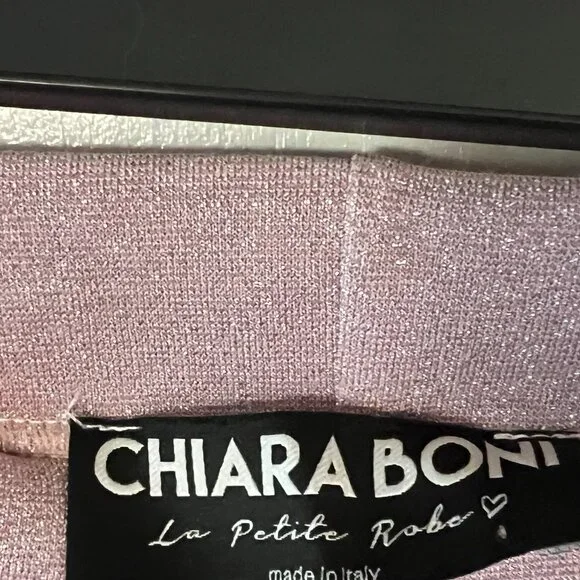 CHIARA BONI
La Petite Robe
made in Italy